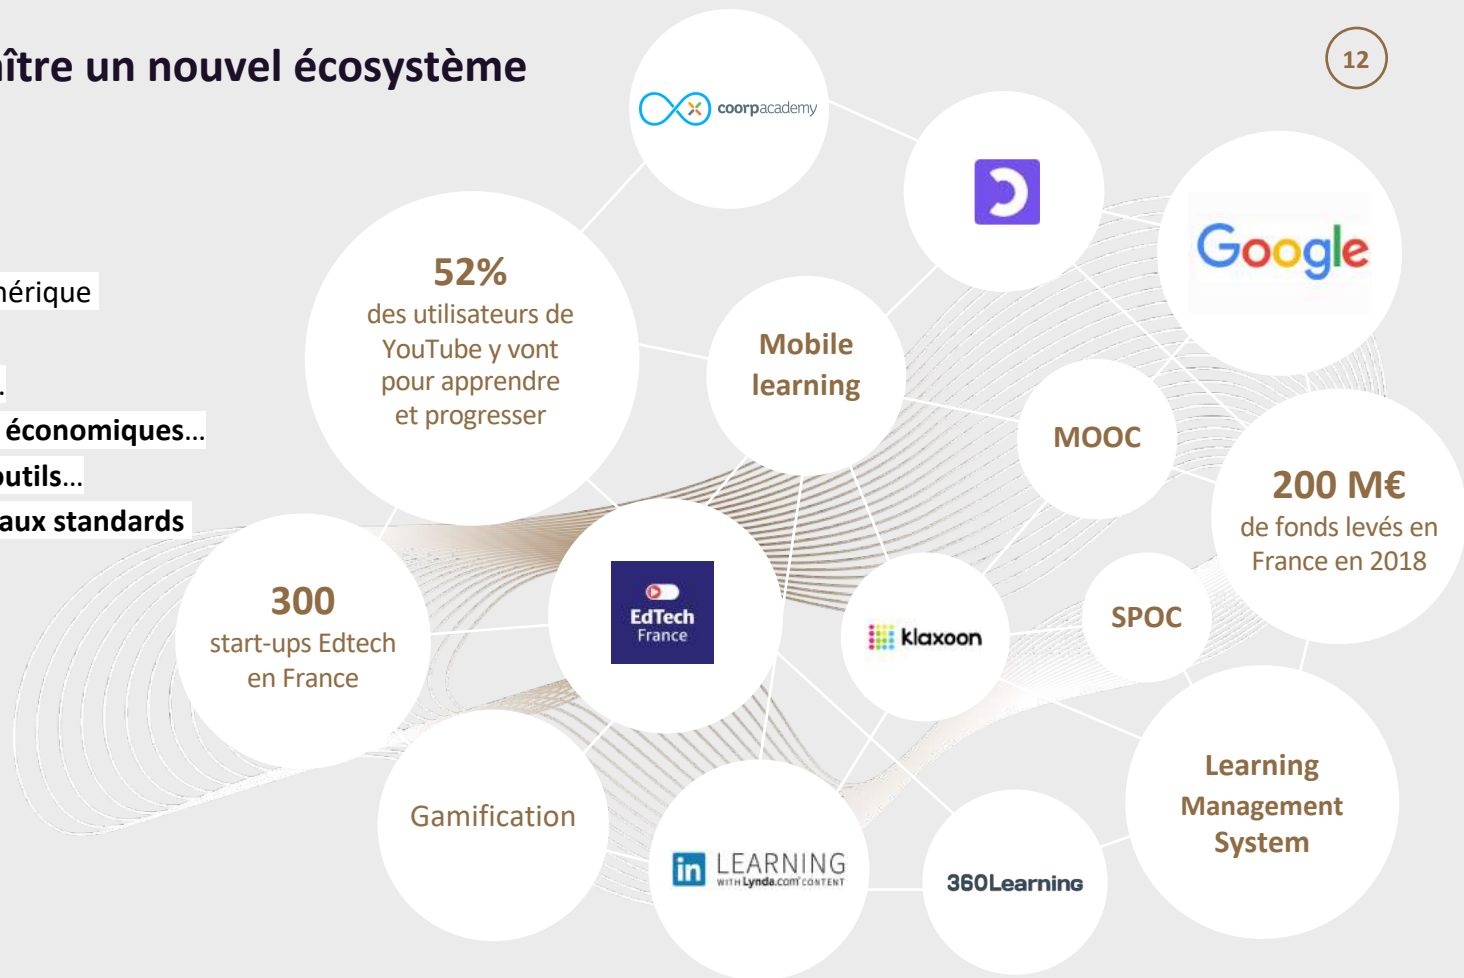 ître un nouvel écosystème
12
mérique
.
économiques...
outils...
aux standards
coorpacademy
Google
52%
des utilisateurs de
YouTube y vont
pour apprendre
et progresser
Mobile
learning
MOOC
200 M€
de fonds levés en
France en 2018
300
start-ups Edtech
en France
EdTech
France
klaxoon
SPOC
Gamification
Learning
Management
System
in LEARNING
WITH Lynda.com® CONTENT
360Learning